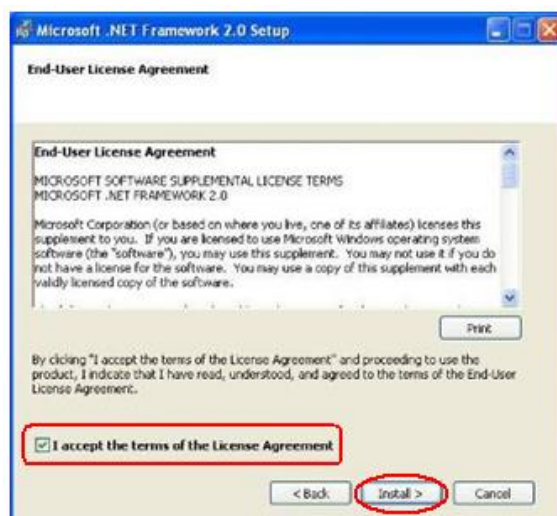 Microsoft .NET Framework 2.0 Setup
End-User License Agreement
End-User License Agreement
MICROSOFT SOFTWARE SUPPLEMENTAL LICENSE TERMS
MICROSOFT .NET FRAMEWORK 2.0
Microsoft Corporation (or based on where you live, one of its affiliates) licenses this
supplement to you. If you are licensed to use Microsoft Windows operating system
software (the "software"), you may use this supplement. You may not use it if you do
not have a license for the software. You may use a copy of this supplement with each
validly licensed copy of the software.
Print
By clicking "I accept the terms of the License Agreement" and proceeding to use the
product, I indicate that I have read, understood, and agreed to the terms of the End-User
License Agreement.
I accept the terms of the License Agreement
< Back
Install >
Cancel